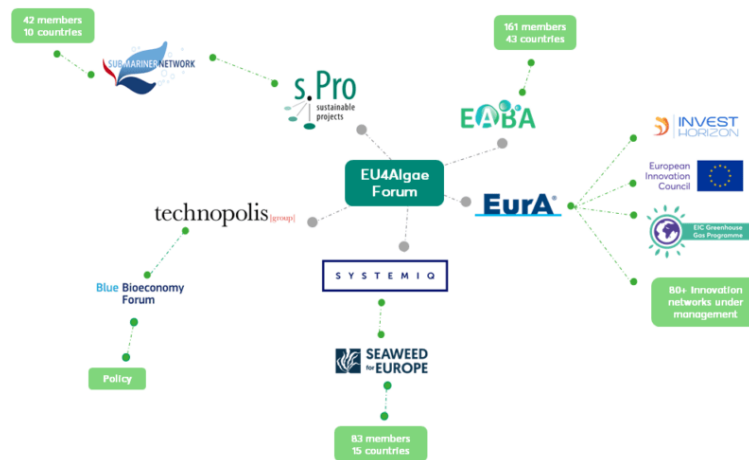 42 members
10 countries
SUBMARINER NETWORK
s.Pro
sustainable
projects
161 members
43 countries
EABA
INVEST
HORIZON
European
Innovation
Council
EIC Greenhouse
Gas Programme
80+ Innovation
networks under
management
EU4Algae
Forum
EurA®
technopolis |group|
SYSTEMIQ
Blue Bioeconomy
Forum
Policy
SEAWEED
for EUROPE
83 members
15 countries